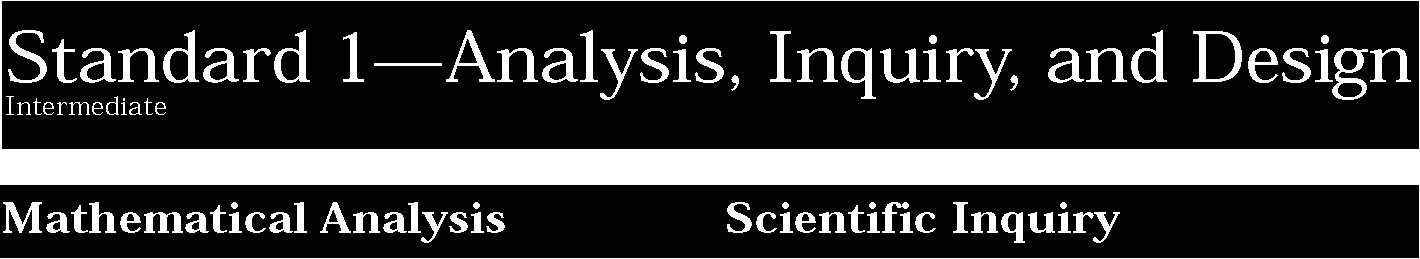 Standard 1—Analysis, Inquiry, and Design
Intermediate
Mathematical Analysis Scientific Inquiry